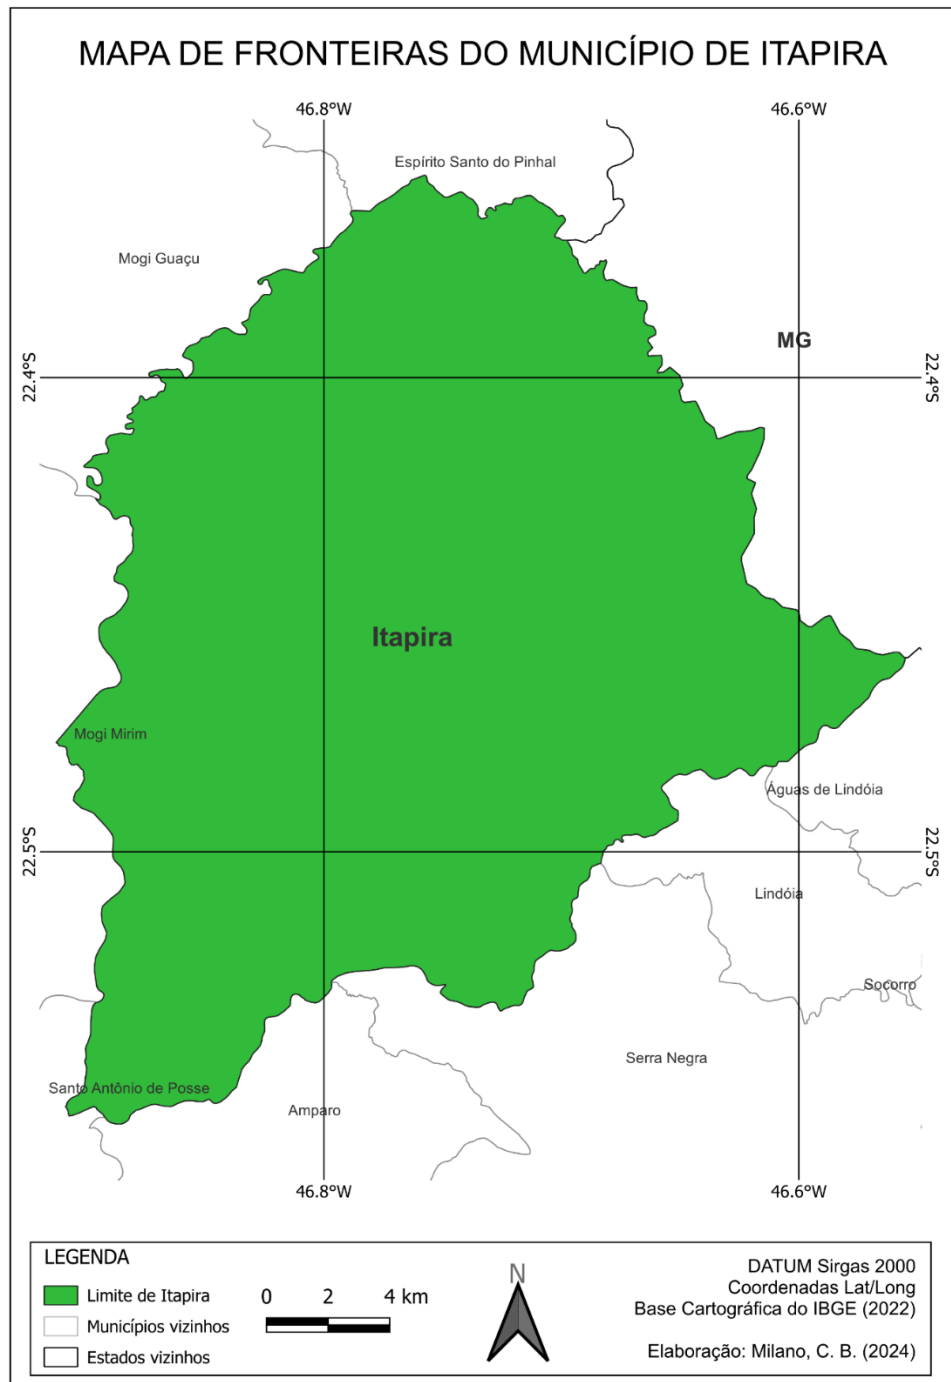 MAPA DE FRONTEIRAS DO MUNICÍPIO DE ITAPIRA
46.8°W
46.6°W
Espírito Santo do Pinhal
Mogi Guaçu
MG
22.4°S
22.4°S
Itapira
Mogi Mirim
Águas de Lindóia
22.5°S
22.5°S
Lindóia
Socorro
Serra Negra
Santo Antônio de Posse
Amparo
46.8°W
46.6°W
LEGENDA
Limite de Itapira
Municípios vizinhos
Estados vizinhos
0 2 4 km
N
DATUM Sirgas 2000
Coordenadas Lat/Long
Base Cartográfica do IBGE (2022)
Elaboração: Milano, C. B. (2024)